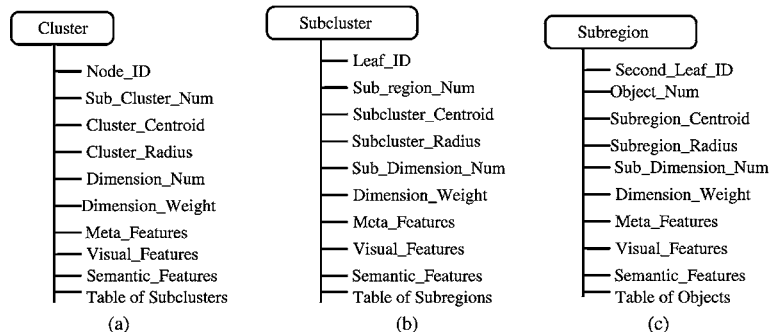 Cluster
Node_ID
Sub_Cluster_Num
Cluster_Centroid
Cluster_Radius
Dimension_Num
Dimension_Weight
Meta_Features
Visual_Features
Semantic_Features
Table of Subclusters
(a)
Subcluster
Leaf_ID
Sub_region_Num
Subcluster_Centroid
Subcluster_Radius
Sub_Dimension_Num
Dimension_Weight
Meta_Features
Visual_Features
Semantic_Features
Table of Subregions
(b)
Subregion
Second_Leaf_ID
Object_Num
Subregion_Centroid
Subregion_Radius
Sub_Dimension_Num
Dimension_Weight
Meta_Features
Visual_Features
Semantic_Features
Table of Objects
(c)